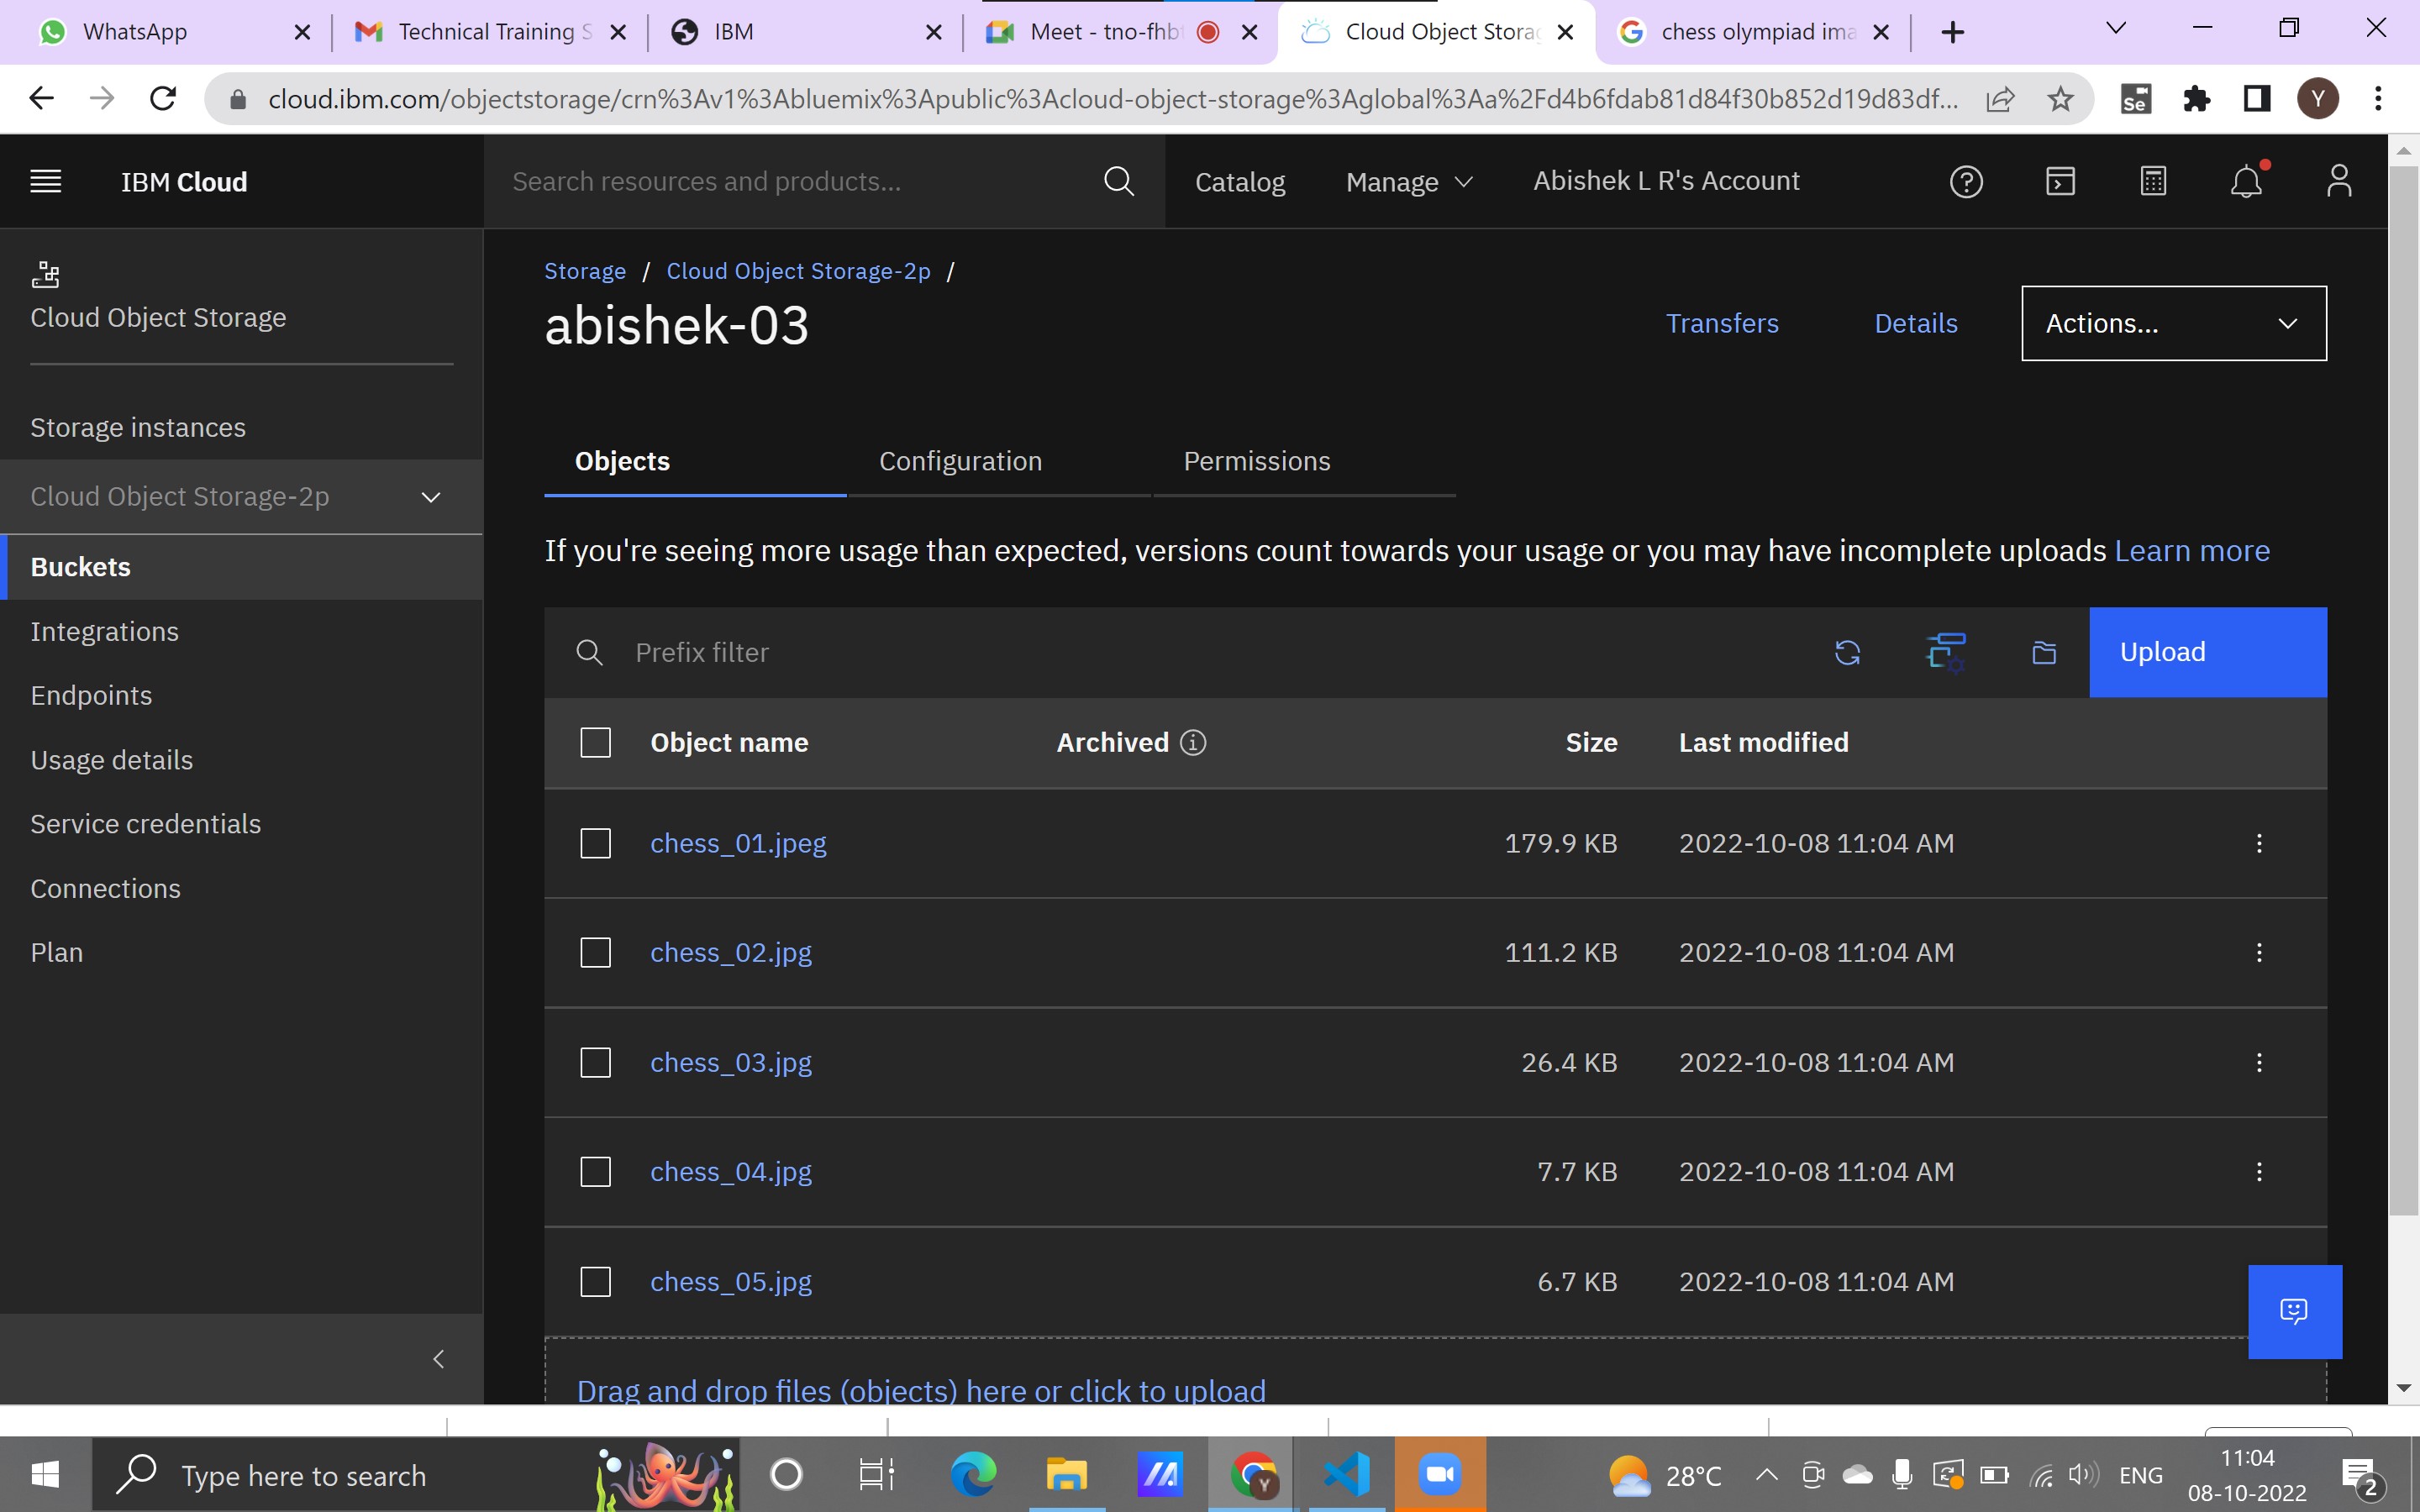 WhatsApp
Technical Training S
IBM
Meet - tno-fhb
Cloud Object Storag
chess olympiad ima
cloud.ibm.com/objectstorage/crn%3Av1%3Abluemix%3Apublic%3Acloud-object-storage%3Aglobal%3Aa%2Fd4b6fdab81d84f30b852d19d83df...
Se
Y
IBM Cloud
Search resources and products...
Catalog
Manage
Abishek L R's Account
Cloud Object Storage
Storage instances
Cloud Object Storage-2p
Buckets
Integrations
Endpoints
Usage details
Service credentials
Connections
Plan
Storage / Cloud Object Storage-2p /
abishek-03
Transfers
Details
Actions...
Objects
Configuration
Permissions
If you're seeing more usage than expected, versions count towards your usage or you may have incomplete uploads Learn more
Prefix filter
Upload
Object name Archived Size Last modified
chess_01.jpeg 179.9 KB 2022-10-08 11:04 AM
chess_02.jpg 111.2 KB 2022-10-08 11:04 AM
chess_03.jpg 26.4 KB 2022-10-08 11:04 AM
chess_04.jpg 7.7 KB 2022-10-08 11:04 AM
chess_05.jpg 6.7 KB 2022-10-08 11:04 AM
Drag and drop files (objects) here or click to upload
Type here to search
Y
28°C
ENG
11:04
08-10-2022
2